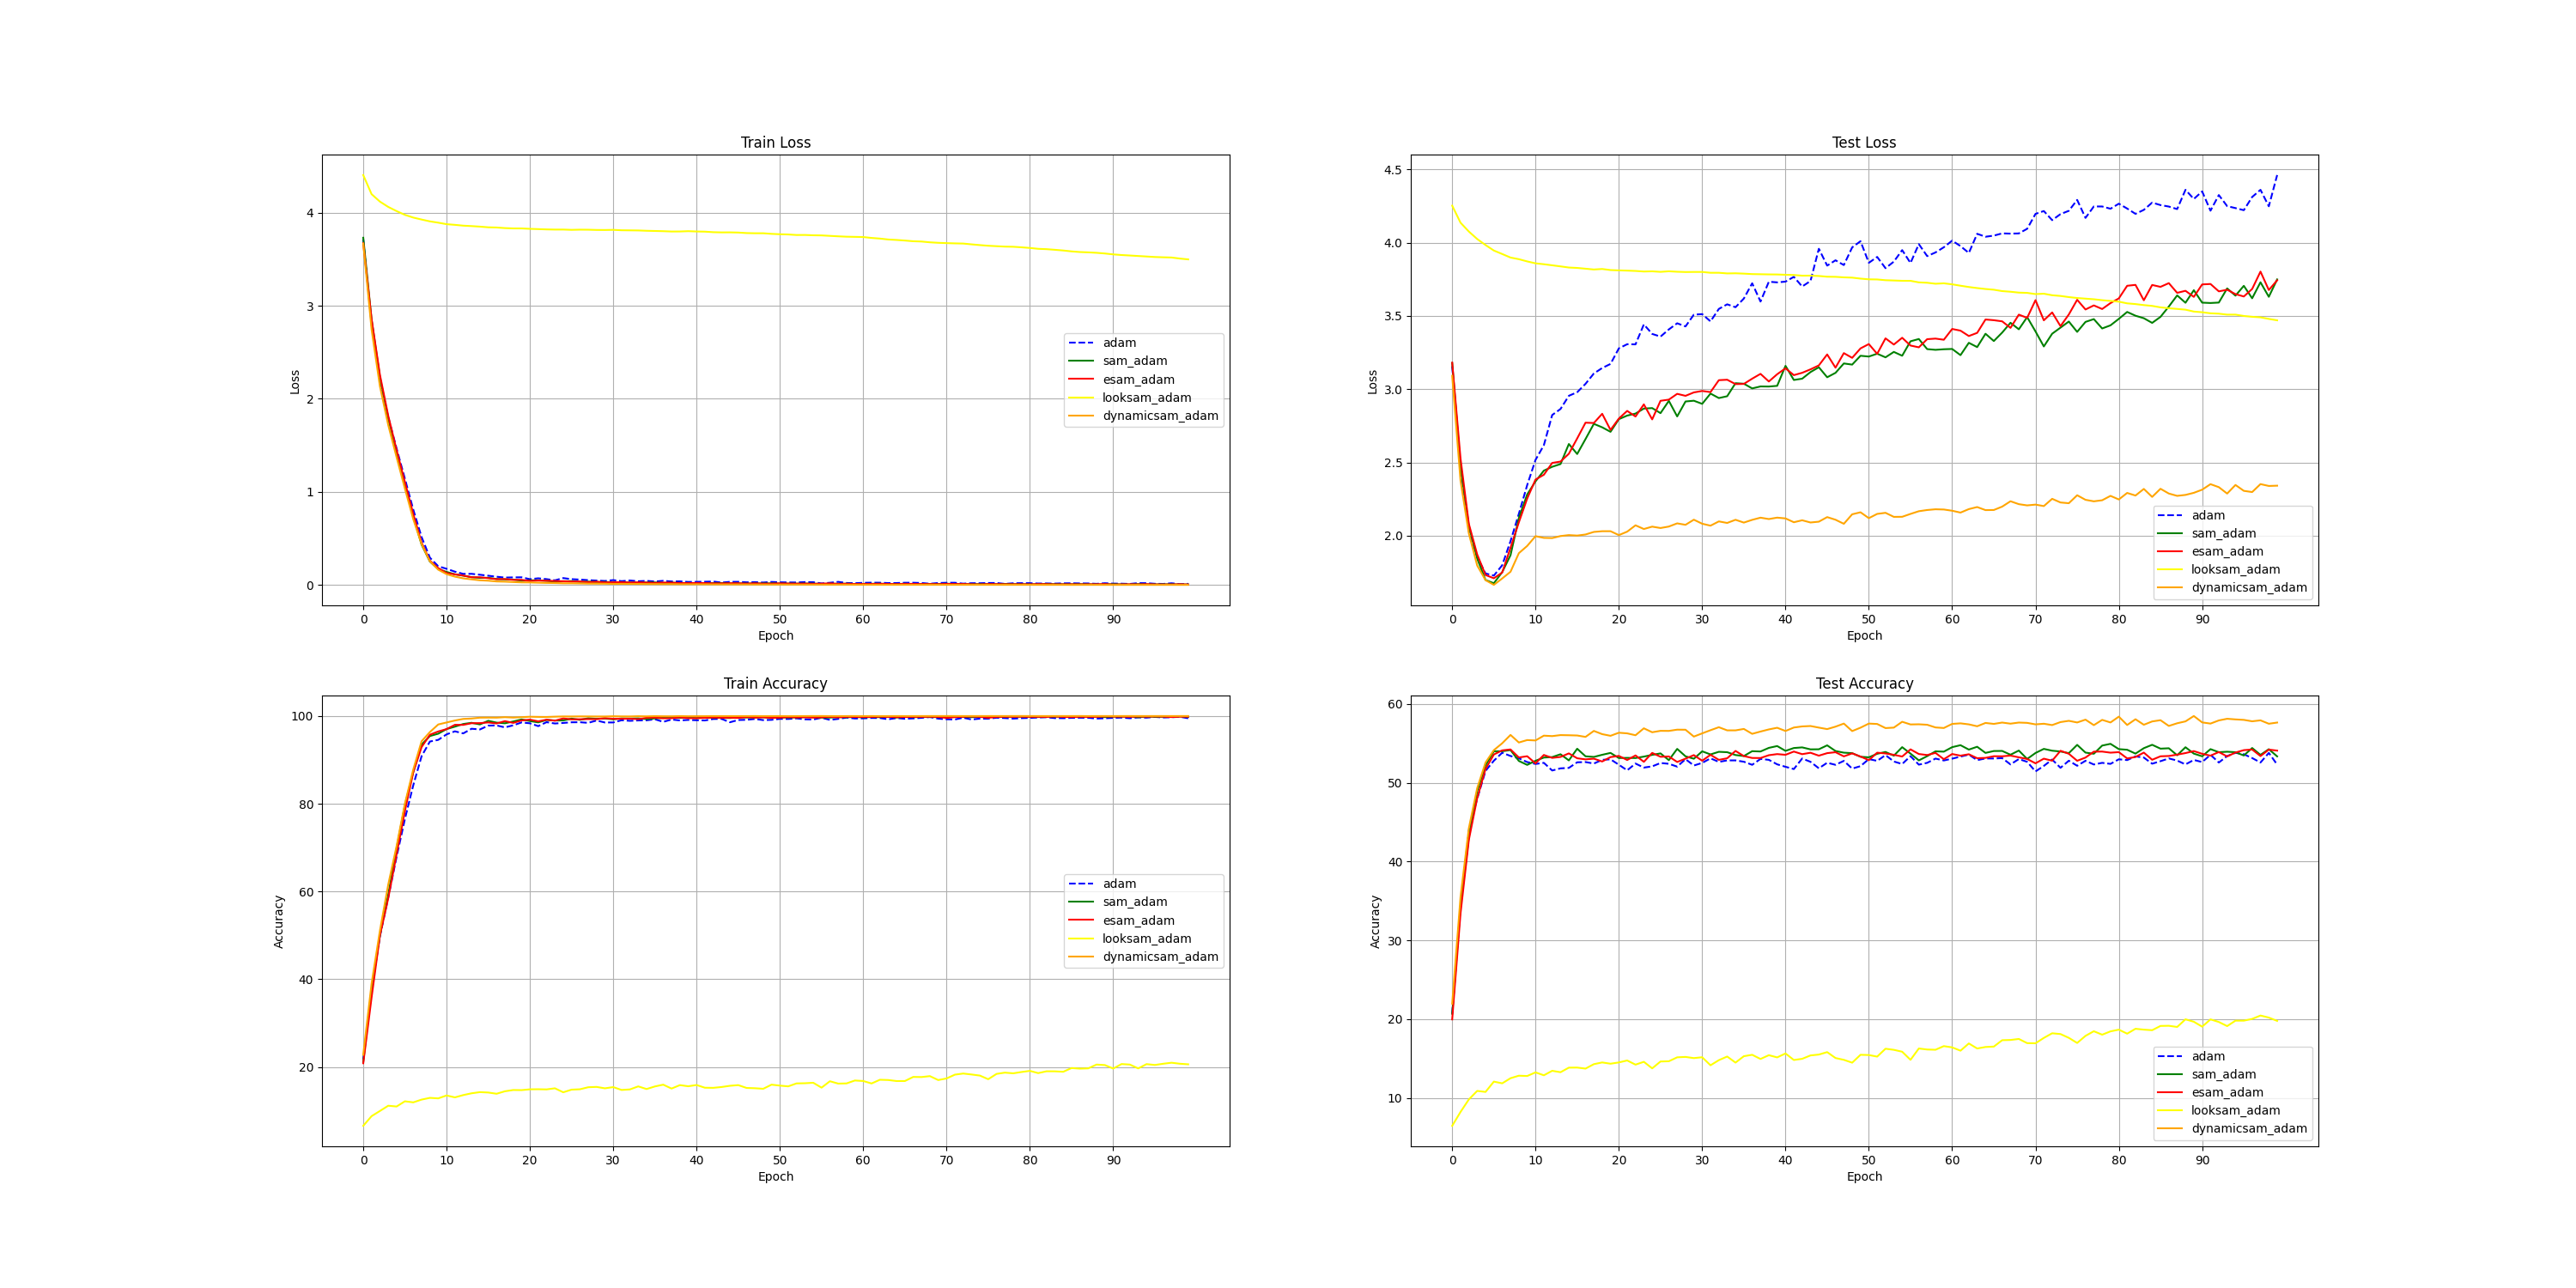 Train Loss
Loss
4
3
2
1
0
0 10 20 30 40 50 60 70 80 90
Epoch
adam
sam_adam
esam_adam
looksam_adam
dynamicsam_adam
Test Loss
Loss
4.5
4.0
3.5
3.0
2.5
2.0
0 10 20 30 40 50 60 70 80 90
Epoch
adam
sam_adam
esam_adam
looksam_adam
dynamicsam_adam
Train Accuracy
Accuracy
100
80
60
40
20
0 10 20 30 40 50 60 70 80 90
Epoch
adam
sam_adam
esam_adam
looksam_adam
dynamicsam_adam
Test Accuracy
Accuracy
60
50
40
30
20
10
0 10 20 30 40 50 60 70 80 90
Epoch
adam
sam_adam
esam_adam
looksam_adam
dynamicsam_adam